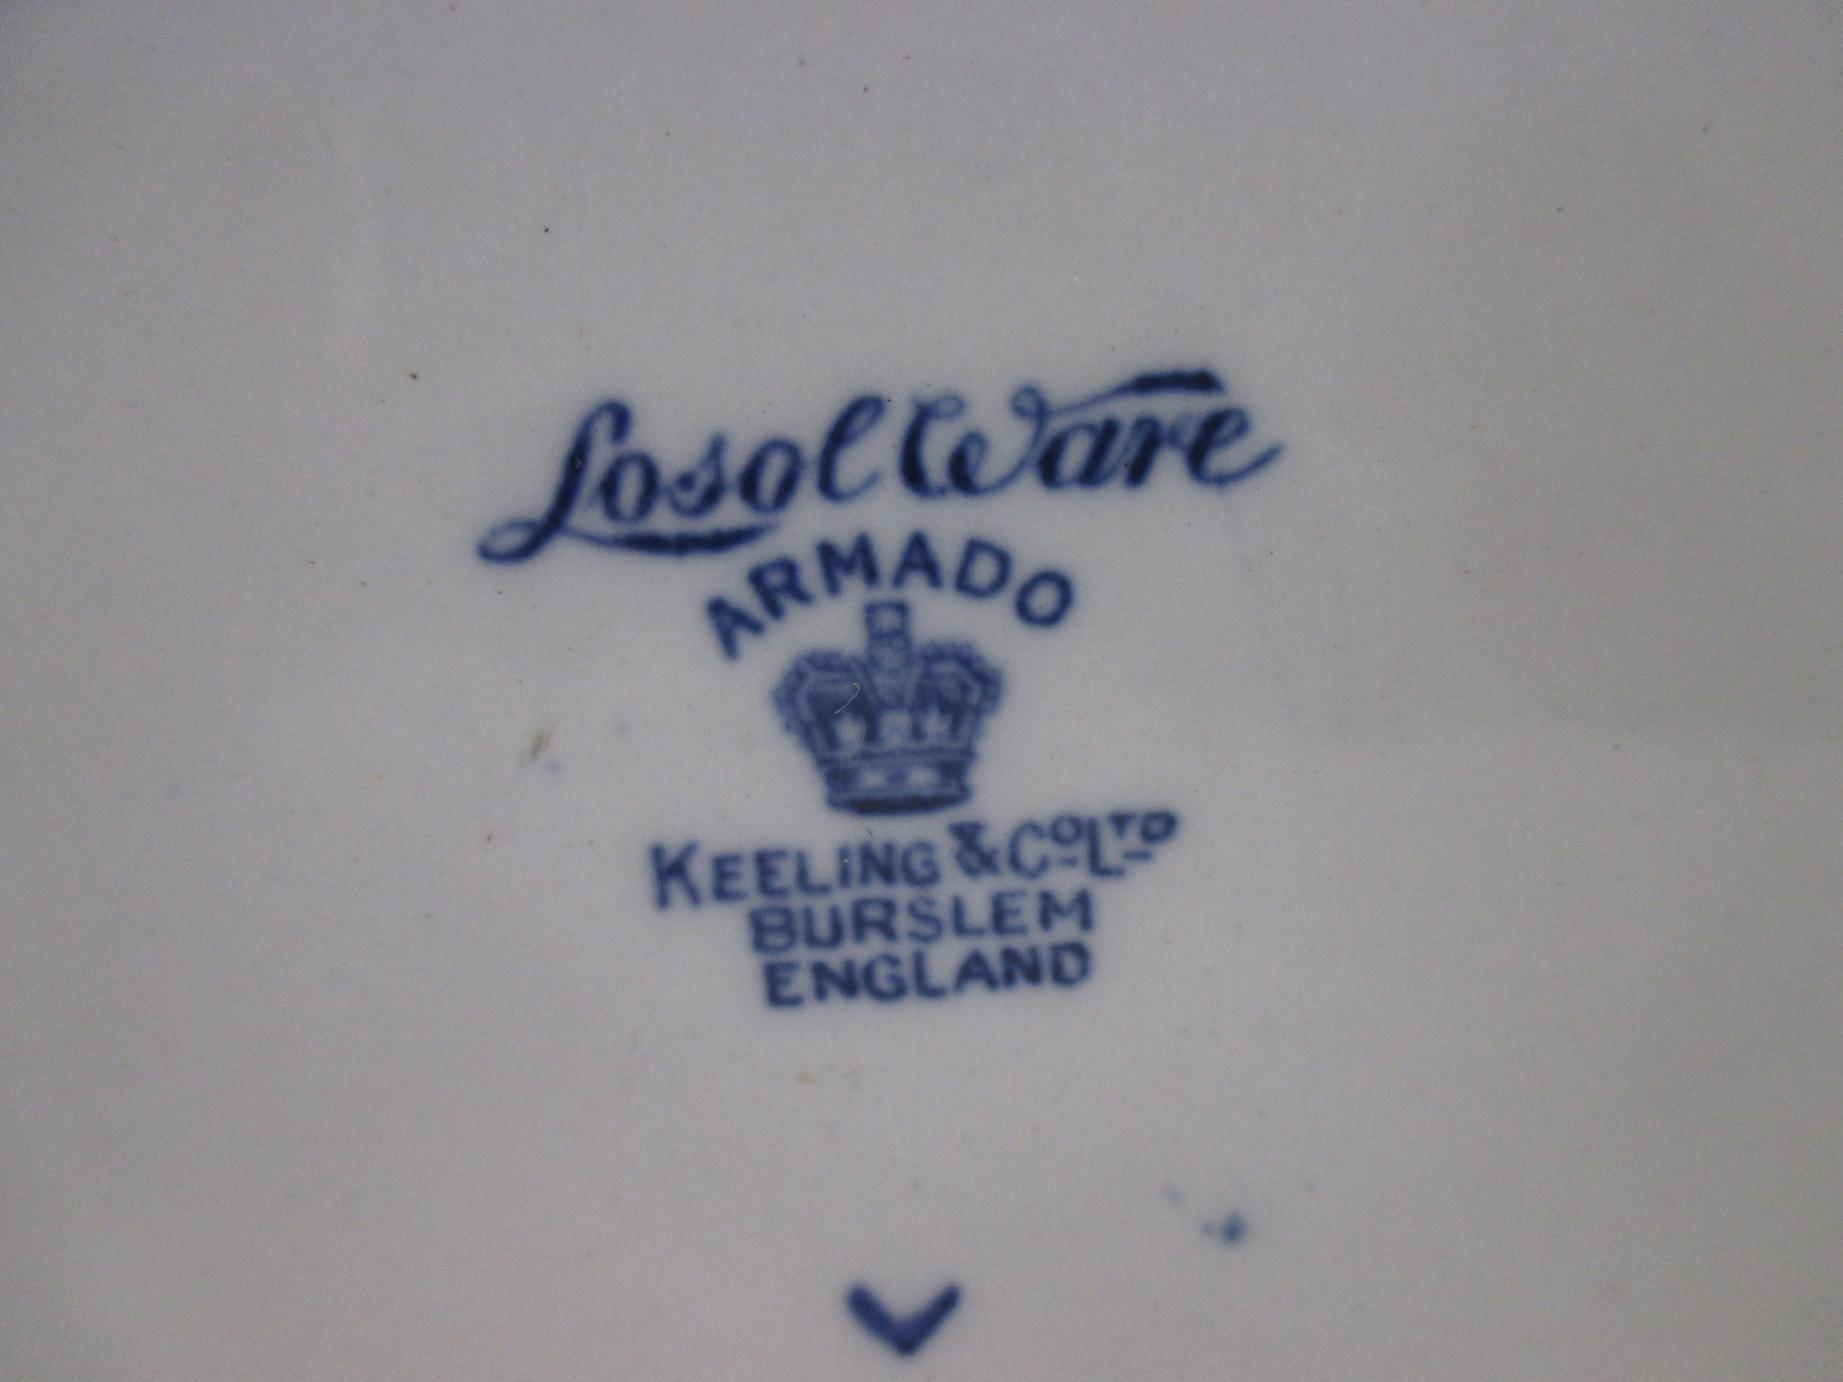 Losol Ware
ARMADO
KEELING & Co LTD
BURSLEM
ENGLAND